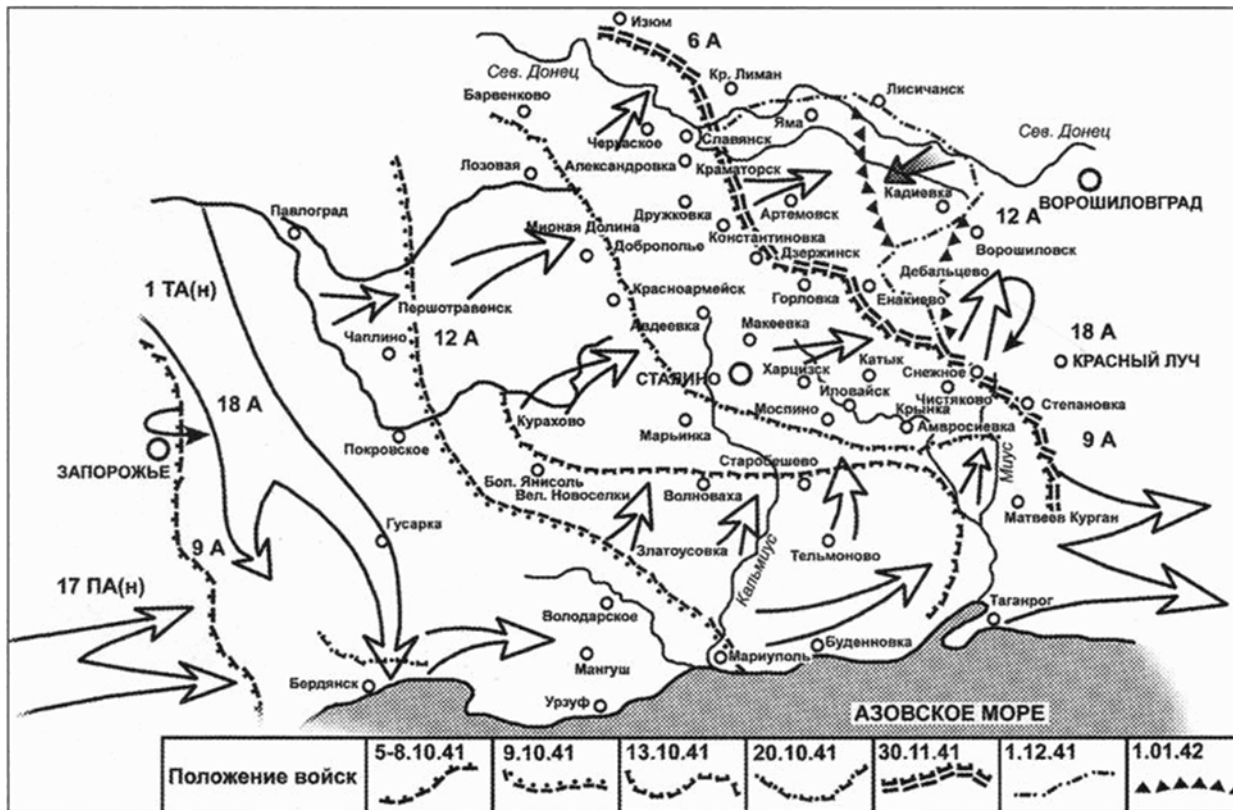 Изюм
6 А
Сев. Донец
Кр. Лиман
Лисичанск
Барвенково
Яма
Сев. Донец
Черкаское
Славянск
Лозовая
Александровка
Краматорск
Кадиевка
ВОРОШИЛОВГРАД
Павлоград
Дружковка
Артемовск
12 А
Мионая Долина
Константиновка
Ворошиловск
Доброполье
Дзержинск
Дебальцево
1 ТА(н)
Красноармейск
Горловка
Енакиево
Першотравенск
Авдеевка
Макеевка
18 А
Чаплино
12 А
Катык
КРАСНЫЙ ЛУЧ
СТАЛИНО
Харцизск
Снежное
18 А
Иловайск
Чистяково
Степановка
Курахово
Моспино
Крынка
Марьинка
Амвросиевка
9 А
ЗАПОРОЖЬЕ
Покровское
Старобешево
Миус
Бол. Янисоль
Вел. Новоселки
Волноваха
Матвеев Курган
Гусарка
9 А
Златоусовка
Тельмоново
17 ПА(н)
Кальмиус
Володарское
Таганрог
Буденновка
Мангуш
Мариуполь
Бердянск
Урзуф
АЗОВСКОЕ МОРЕ
Положение войск
5-8.10.41
9.10.41
13.10.41
20.10.41
30.11.41
1.12.41
1.01.42